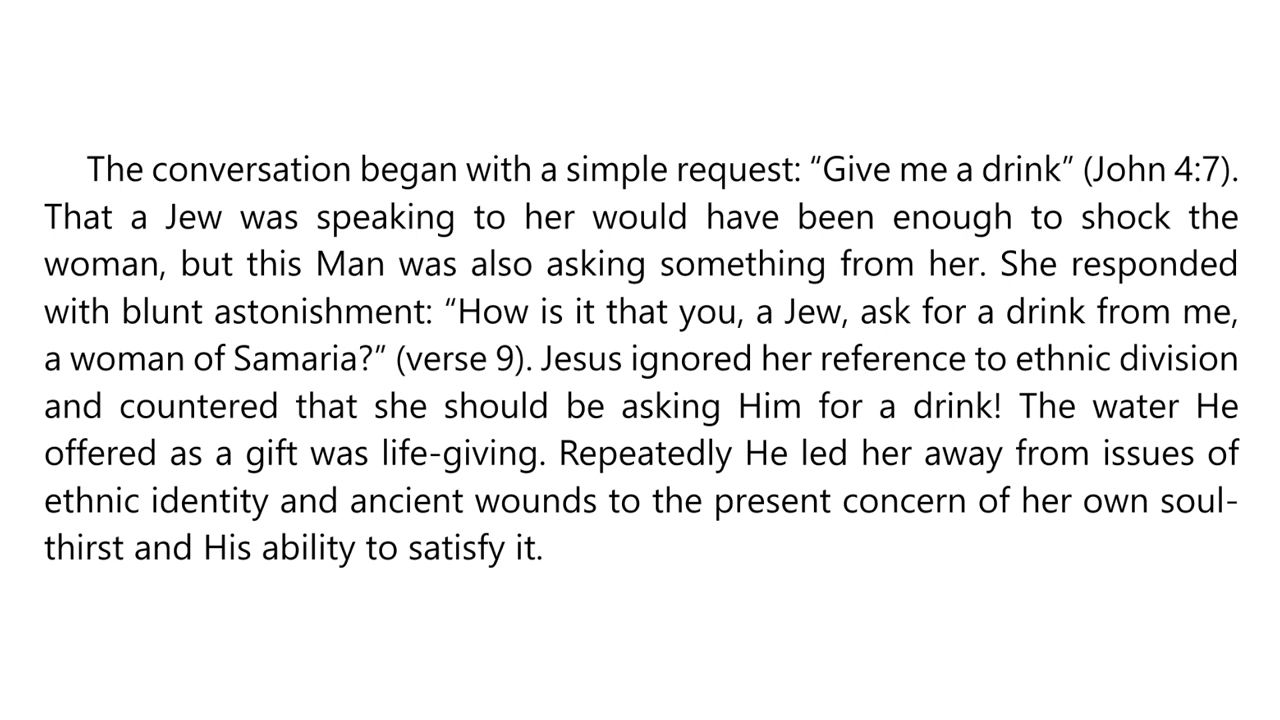 The conversation began with a simple request: “Give me a drink” (John 4:7).
That a Jew was speaking to her would have been enough to shock the
woman, but this Man was also asking something from her. She responded
with blunt astonishment: “How is it that you, a Jew, ask for a drink from me,
a woman of Samaria?” (verse 9). Jesus ignored her reference to ethnic division
and countered that she should be asking Him for a drink! The water He
offered as a gift was life-giving. Repeatedly He led her away from issues of
ethnic identity and ancient wounds to the present concern of her own soul-
thirst and His ability to satisfy it.